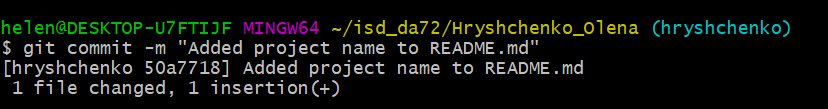 helen@DESKTOP-U7FTIJF MINGW64 ~/isd_da72/Hryshchenko_Olena (hryshchenko)
$ git commit -m "Added project name to README.md"
[hryshchenko 50a7718] Added project name to README.md
 1 file changed, 1 insertion(+)